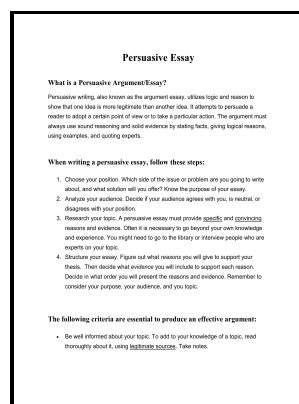 Persuasive Essay
What is a Persuasive Argument/Essay?
Persuasive writing, also known as the argument essay, utilizes logic and reason to
show that one idea is more legitimate than another idea. It attempts to persuade a
reader to adopt a certain point of view or to take a particular action. The argument must
always use sound reasoning and solid evidence by stating facts, giving logical reasons,
using examples, and quoting experts.
When writing a persuasive essay, follow these steps:
1. Choose your position. Which side of the issue or problem are you going to write
about, and what solution will you offer? Know the purpose of your essay.
2. Analyze your audience. Decide if your audience agrees with you, is neutral, or
disagrees with your position.
3. Research your topic. A persuasive essay must provide specific and convincing
reasons and evidence. Often it is necessary to go beyond your own knowledge
and experience. You might need to go to the library or interview people who are
experts on your topic.
4. Structure your essay. Figure out what reasons you will give to support your
thesis. Then decide what evidence you will include to support each reason.
Decide in what order you will present the reasons and evidence. Remember to
consider your purpose, your audience, and you topic.
The following criteria are essential to produce an effective argument:
• Be well informed about your topic. To add to your knowledge of a topic, read
thoroughly about it, using legitimate sources. Take notes.